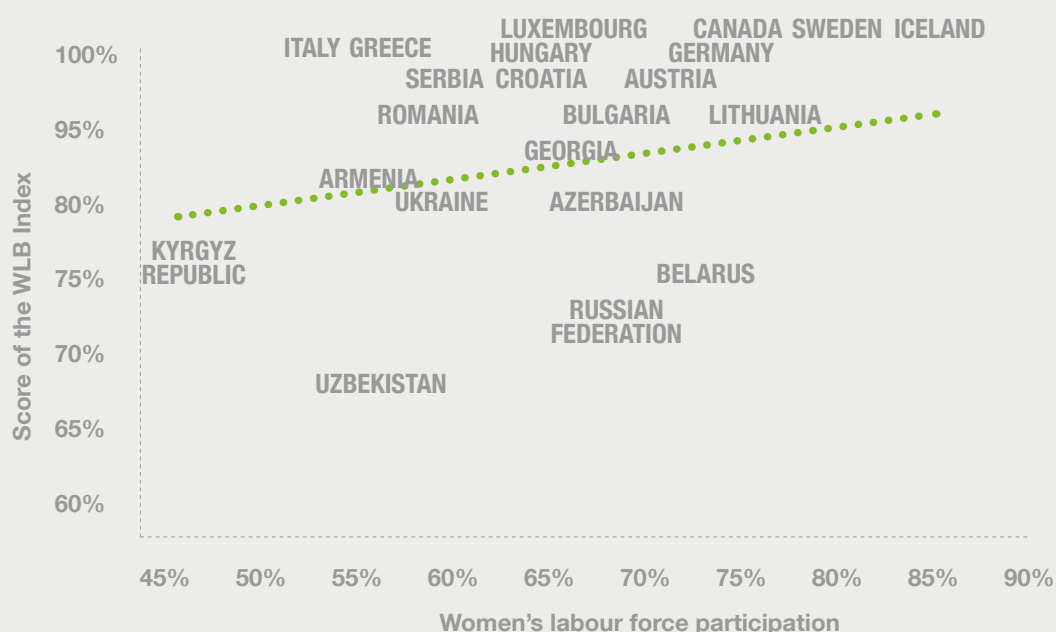 LUXEMBOURG CANADA SWEDEN ICELAND
100% ITALY GREECE HUNGARY GERMANY
SERBIA CROATIA AUSTRIA
95% ROMANIA BULGARIA LITHUANIA
GEORGIA
ARMENIA
80% UKRAINE AZERBAIJAN
KYRGYZ
REPUBLIC
75% BELARUS
RUSSIAN
FEDERATION
70%
UZBEKISTAN
65%
60%
Score of the WLB Index
45% 50% 55% 60% 65% 70% 75% 80% 85% 90%
Women’s labour force participation